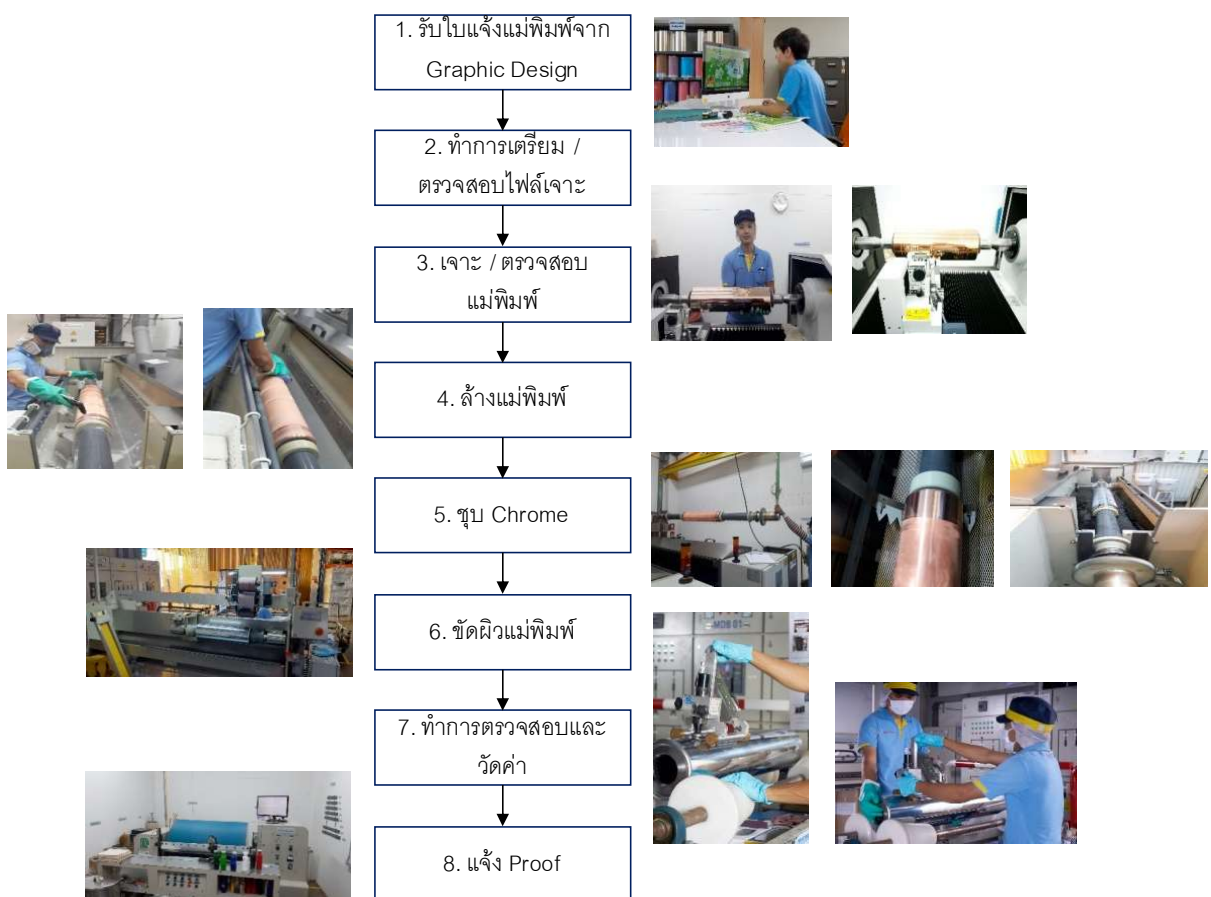 1. รับใบแจ้งแม่พิมพ์จาก
Graphic Design
2. ทำการเตรียม /
ตรวจสอบไฟล์เจาะ
3. เจาะ / ตรวจสอบ
แม่พิมพ์
4. ล้างแม่พิมพ์
5. ชุบ Chrome
6. ขัดผิวแม่พิมพ์
MDB 01
7. ทำการตรวจสอบและ
วัดค่า
8. แจ้ง Proof